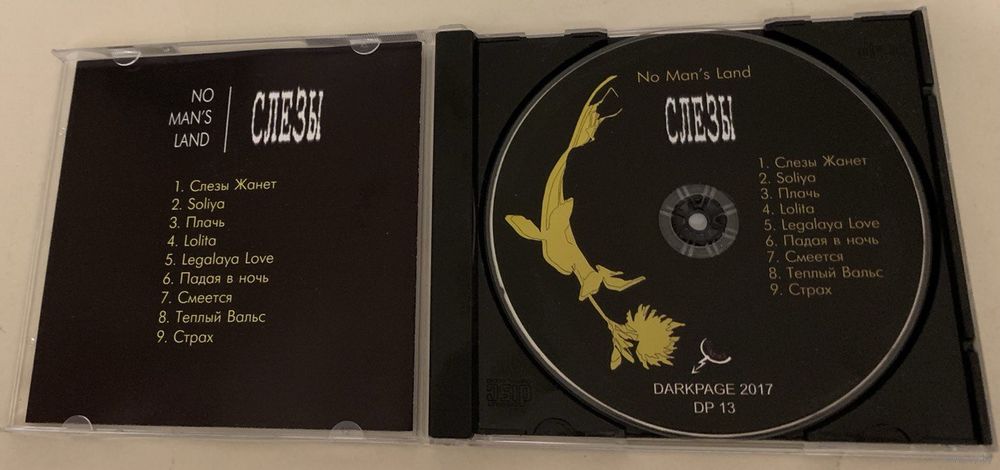 NO
MAN'S
LAND
СЛЕЗЫ
1. Слезы Жанет
2. Soliya
3. Плачь
4. Lolita
5. Legalaya Love
6. Падая в ночь
7. Смеется
8. Теплый Вальс
9. Страх
No Man's Land
СЛЕЗЫ
1. Слезы Жанет
2. Soliya
3. Плачь
4. Lolita
5. Legalaya Love
6. Падая в ночь
7. Смеется
8. Теплый Вальс
9. Страх
DARKPAGE 2017
DP 13